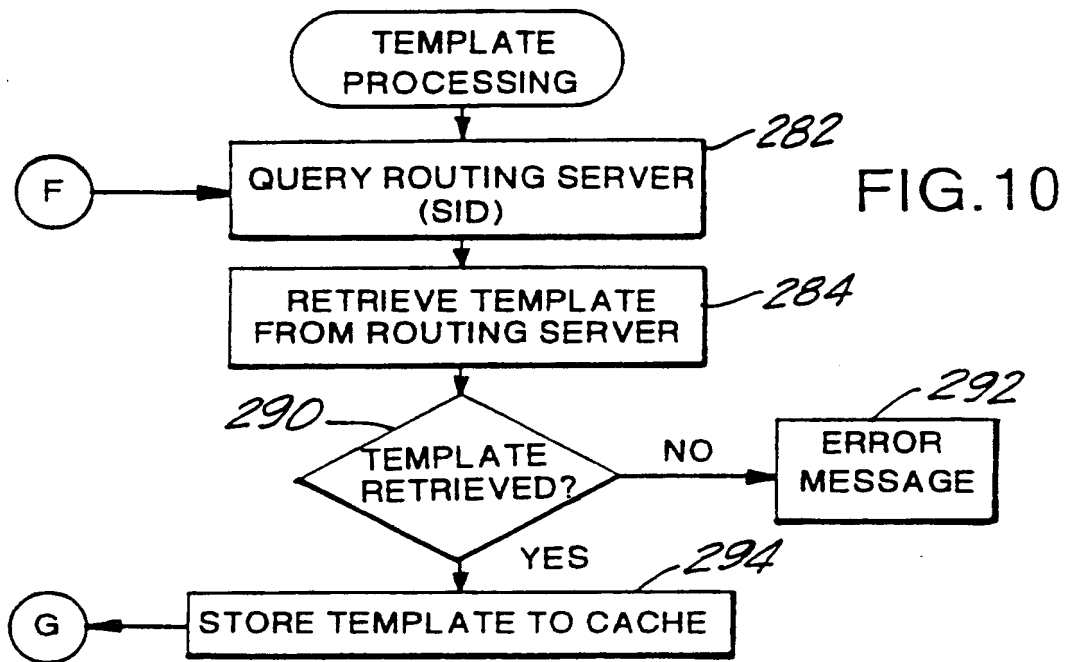 TEMPLATE
PROCESSING
282
F
QUERY ROUTING SERVER
(SID)
FIG.10
284
RETRIEVE TEMPLATE
FROM ROUTING SERVER
290
TEMPLATE
RETRIEVED?
NO
292
ERROR
MESSAGE
YES
294
G
STORE TEMPLATE TO CACHE